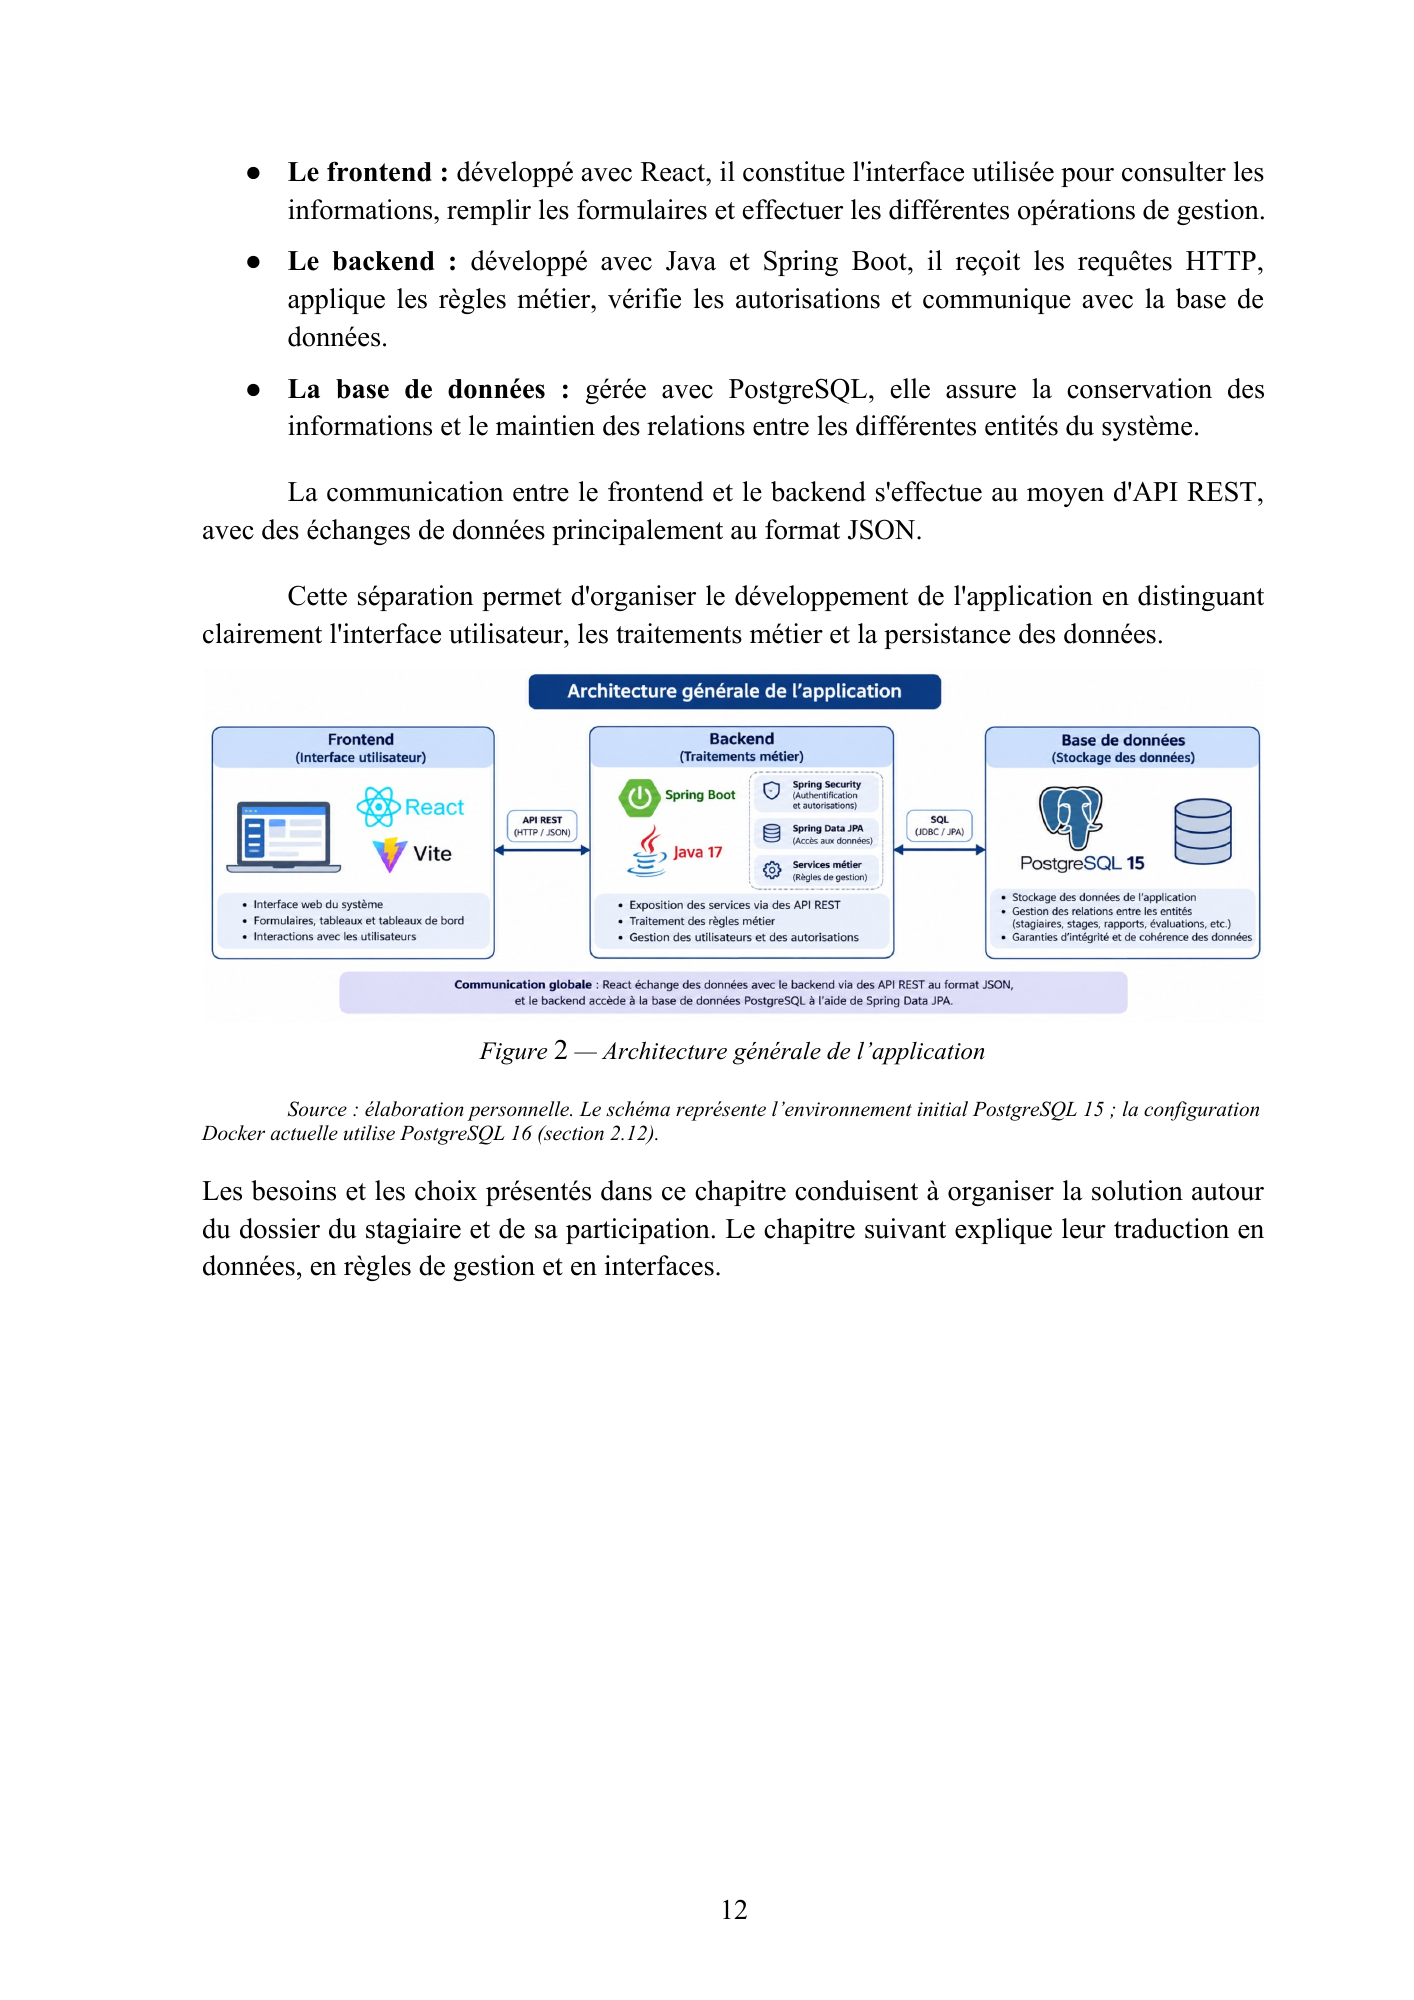 ● Le frontend : développé avec React, il constitue l'interface utilisée pour consulter les
informations, remplir les formulaires et effectuer les différentes opérations de gestion.
● Le backend : développé avec Java et Spring Boot, il reçoit les requêtes HTTP,
applique les règles métier, vérifie les autorisations et communique avec la base de
données.
● La base de données : gérée avec PostgreSQL, elle assure la conservation des
informations et le maintien des relations entre les différentes entités du système.
La communication entre le frontend et le backend s'effectue au moyen d'API REST,
avec des échanges de données principalement au format JSON.
Cette séparation permet d'organiser le développement de l'application en distinguant
clairement l'interface utilisateur, les traitements métier et la persistance des données.
Architecture générale de l’application
Frontend
(Interface utilisateur)
React
Vite
• Interface web du système
• Formulaires, tableaux et tableaux de bord
• Interactions avec les utilisateurs
API REST
(HTTP / JSON)
Backend
(Traitements métier)
Spring Boot
Java 17
Spring Security
(Authentification
et autorisations)
Spring Data JPA
(Accès aux données)
Services métier
(Règles de gestion)
• Exposition des services via des API REST
• Traitement des règles métier
• Gestion des utilisateurs et des autorisations
SQL
(JDBC / JPA)
Base de données
(Stockage des données)
PostgreSQL 15
• Stockage des données de l’application
• Gestion des relations entre les entités
(stagiaires, stages, rapports, évaluations, etc.)
• Garanties d’intégrité et de cohérence des données
Communication globale : React échange des données avec le backend via des API REST au format JSON,
et le backend accède à la base de données PostgreSQL à l’aide de Spring Data JPA.
Figure 2 — Architecture générale de l’application
Source : élaboration personnelle. Le schéma représente l’environnement initial PostgreSQL 15 ; la configuration
Docker actuelle utilise PostgreSQL 16 (section 2.12).
Les besoins et les choix présentés dans ce chapitre conduisent à organiser la solution autour
du dossier du stagiaire et de sa participation. Le chapitre suivant explique leur traduction en
données, en règles de gestion et en interfaces.
12